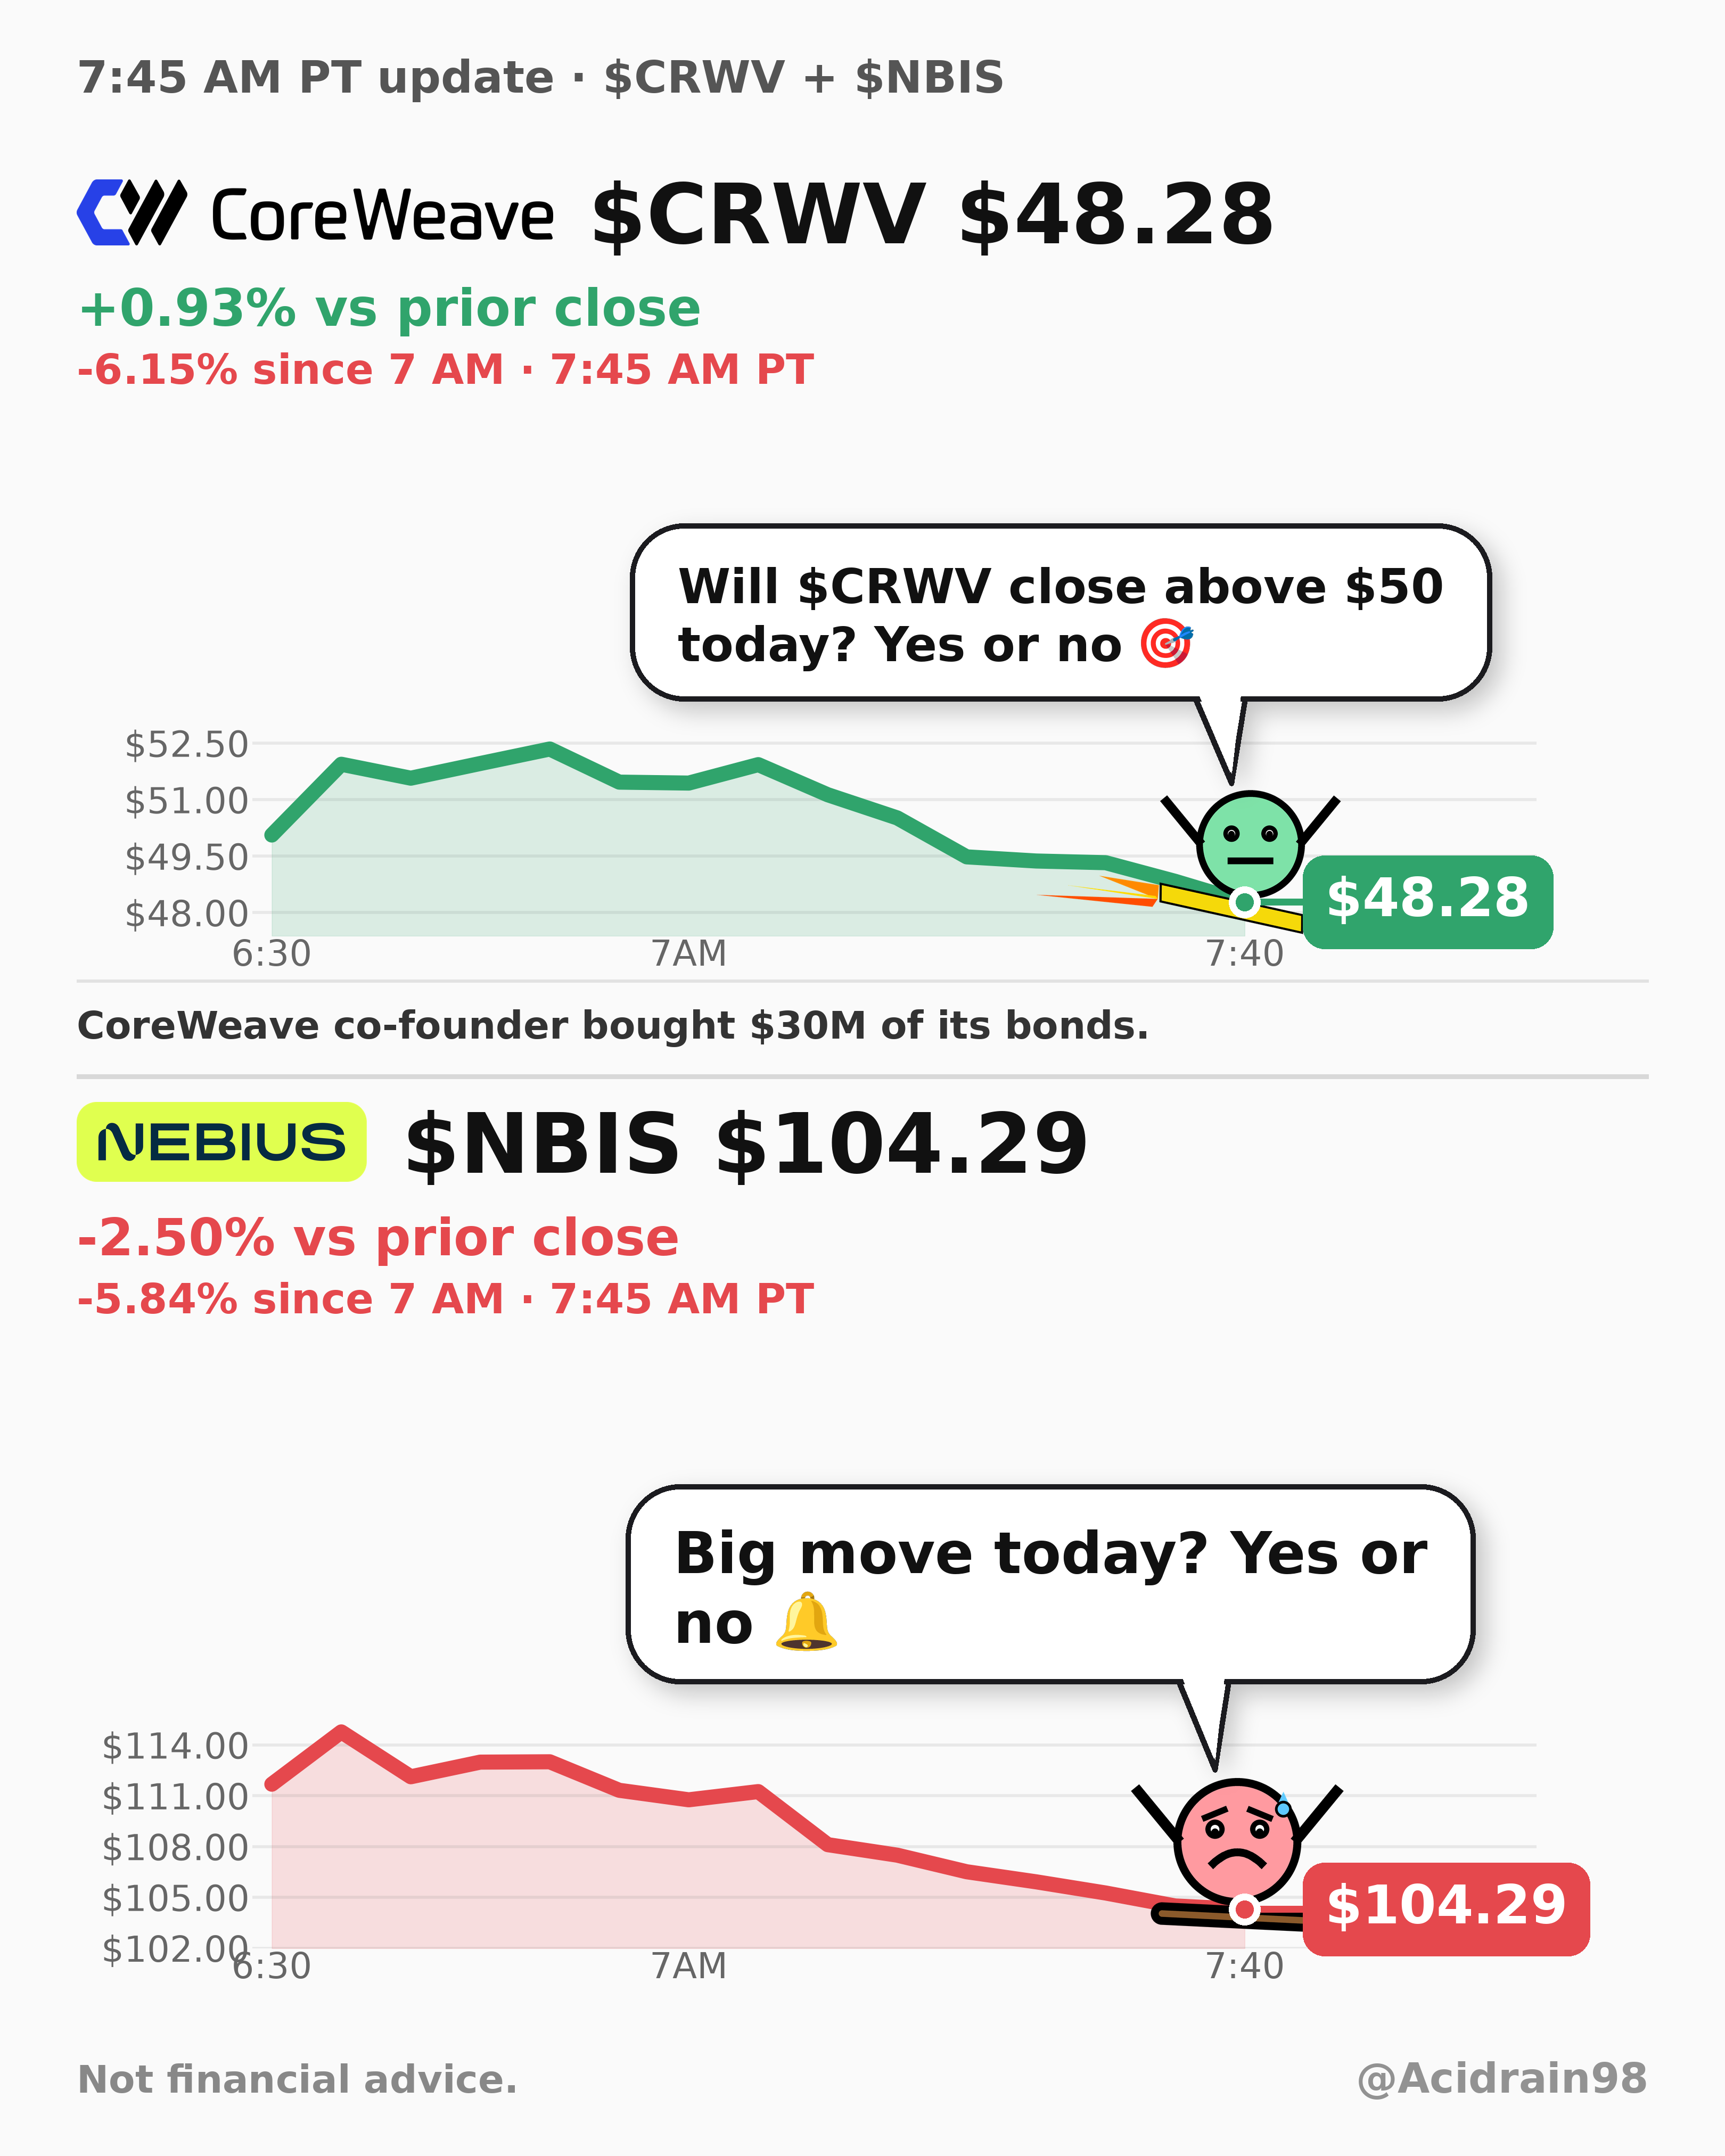 7:45 AM PT update · $CRWV + $NBIS
CoreWeave $CRWV $48.28
+0.93% vs prior close
-6.15% since 7 AM · 7:45 AM PT
Will $CRWV close above $50
today? Yes or no 🎯
$52.50
$51.00
$49.50
$48.00
$48.28
6:30 7AM 7:40
CoreWeave co-founder bought $30M of its bonds.
NEBIUS $NBIS $104.29
-2.50% vs prior close
-5.84% since 7 AM · 7:45 AM PT
Big move today? Yes or
no 🔔
$114.00
$111.00
$108.00
$105.00
$104.29
$102.00
6:30 7AM 7:40
Not financial advice. @Acidrain98